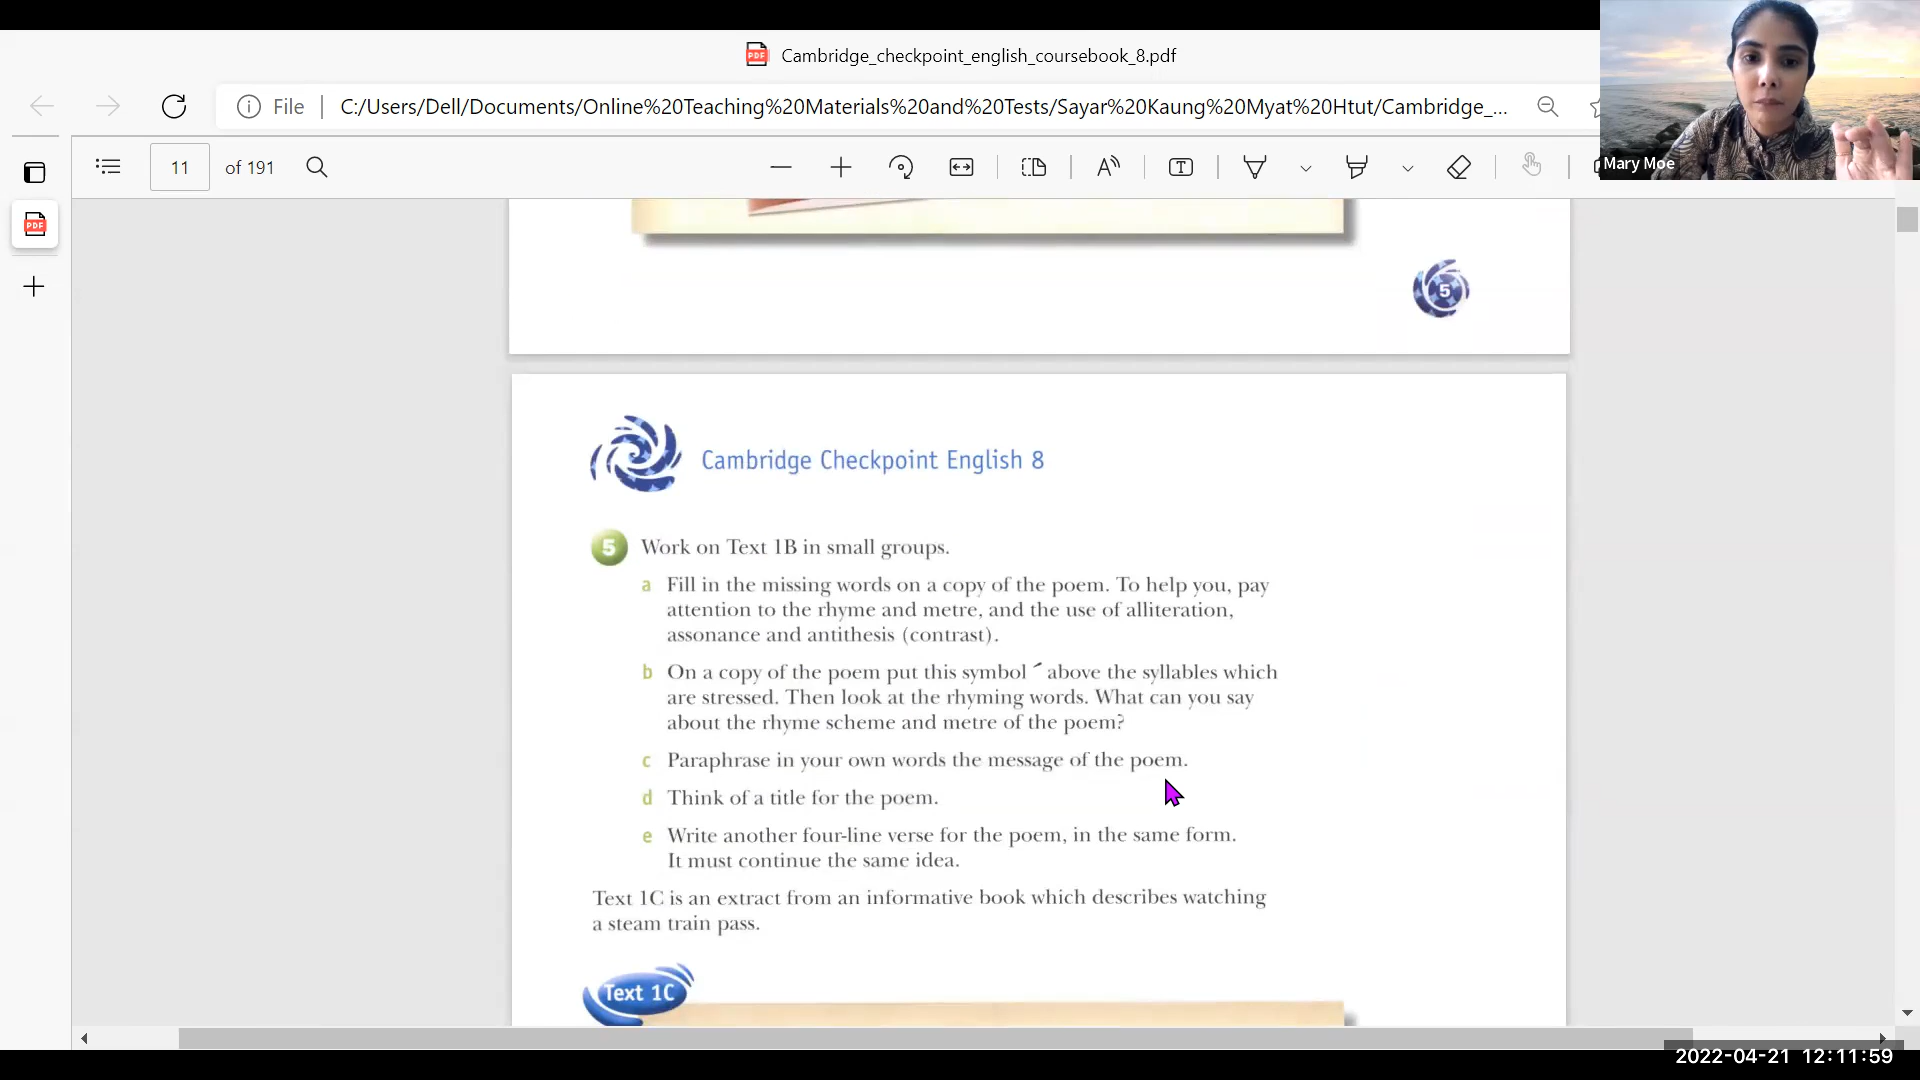 Cambridge_checkpoint_english_coursebook_8.pdf
File
C:/Users/Dell/Documents/Online%20Teaching%20Materials%20and%20Tests/Sayar%20Kaung%20Myat%20Htut/Cambridge_...
Mary Moe
11 of 191
5
Cambridge Checkpoint English 8
5 Work on Text 1B in small groups.
a Fill in the missing words on a copy of the poem. To help you, pay
attention to the rhyme and metre, and the use of alliteration,
assonance and antithesis (contrast).
b On a copy of the poem put this symbol ´ above the syllables which
are stressed. Then look at the rhyming words. What can you say
about the rhyme scheme and metre of the poem?
c Paraphrase in your own words the message of the poem.
d Think of a title for the poem.
e Write another four-line verse for the poem, in the same form.
It must continue the same idea.
Text 1C is an extract from an informative book which describes watching
a steam train pass.
Text 1C
2022-04-21 12:11:59